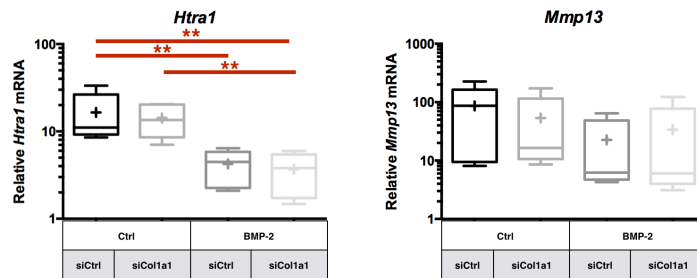 Htra1
Relative Htra1 mRNA
100
10
1
**
**
**
Ctrl
BMP-2
siCtrl
siCol1a1
siCtrl
siCol1a1
Mmp13
Relative Mmp13 mRNA
1000
100
10
1
Ctrl
BMP-2
siCtrl
siCol1a1
siCtrl
siCol1a1